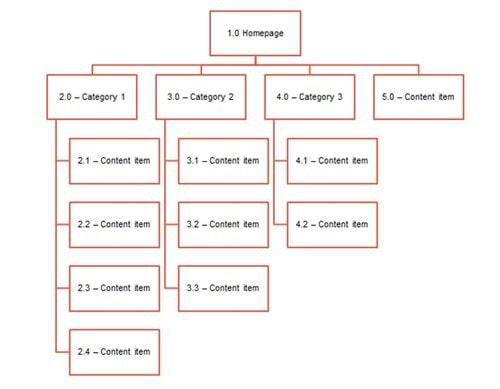 1.0 Homepage
2.0 – Category 1
3.0 – Category 2
4.0 – Category 3
5.0 – Content item
2.1 – Content item
3.1 – Content item
4.1 – Content item
2.2 – Content item
3.2 – Content item
4.2 – Content item
2.3 – Content item
3.3 – Content item
2.4 – Content item